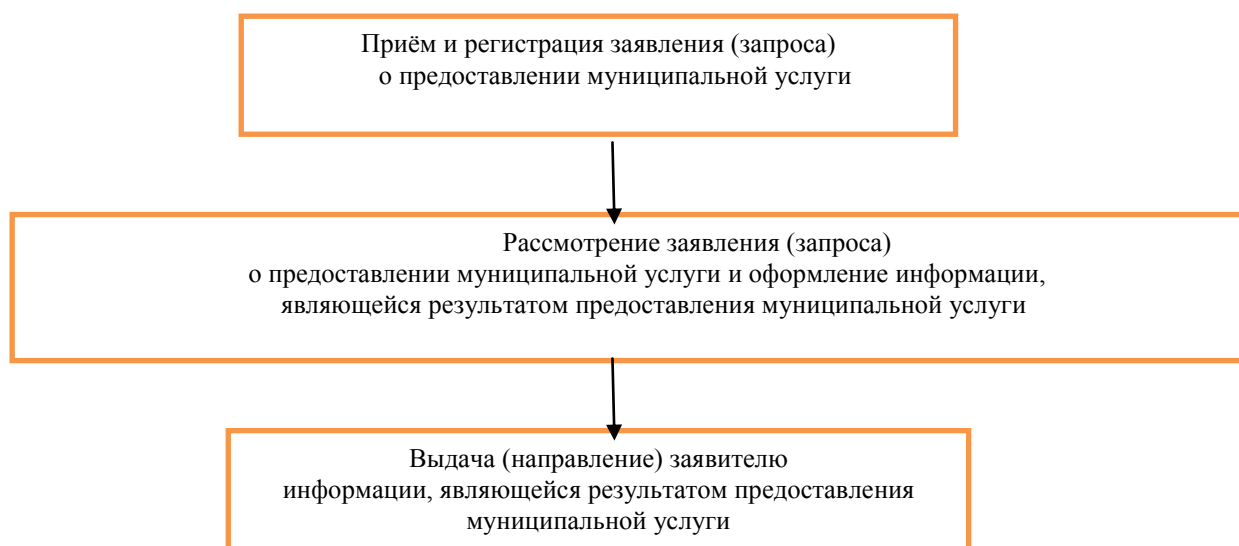 Приём и регистрация заявления (запроса)
о предоставлении муниципальной услуги
Рассмотрение заявления (запроса)
о предоставлении муниципальной услуги и оформление информации,
являющейся результатом предоставления муниципальной услуги
Выдача (направление) заявителю
информации, являющейся результатом предоставления
муниципальной услуги